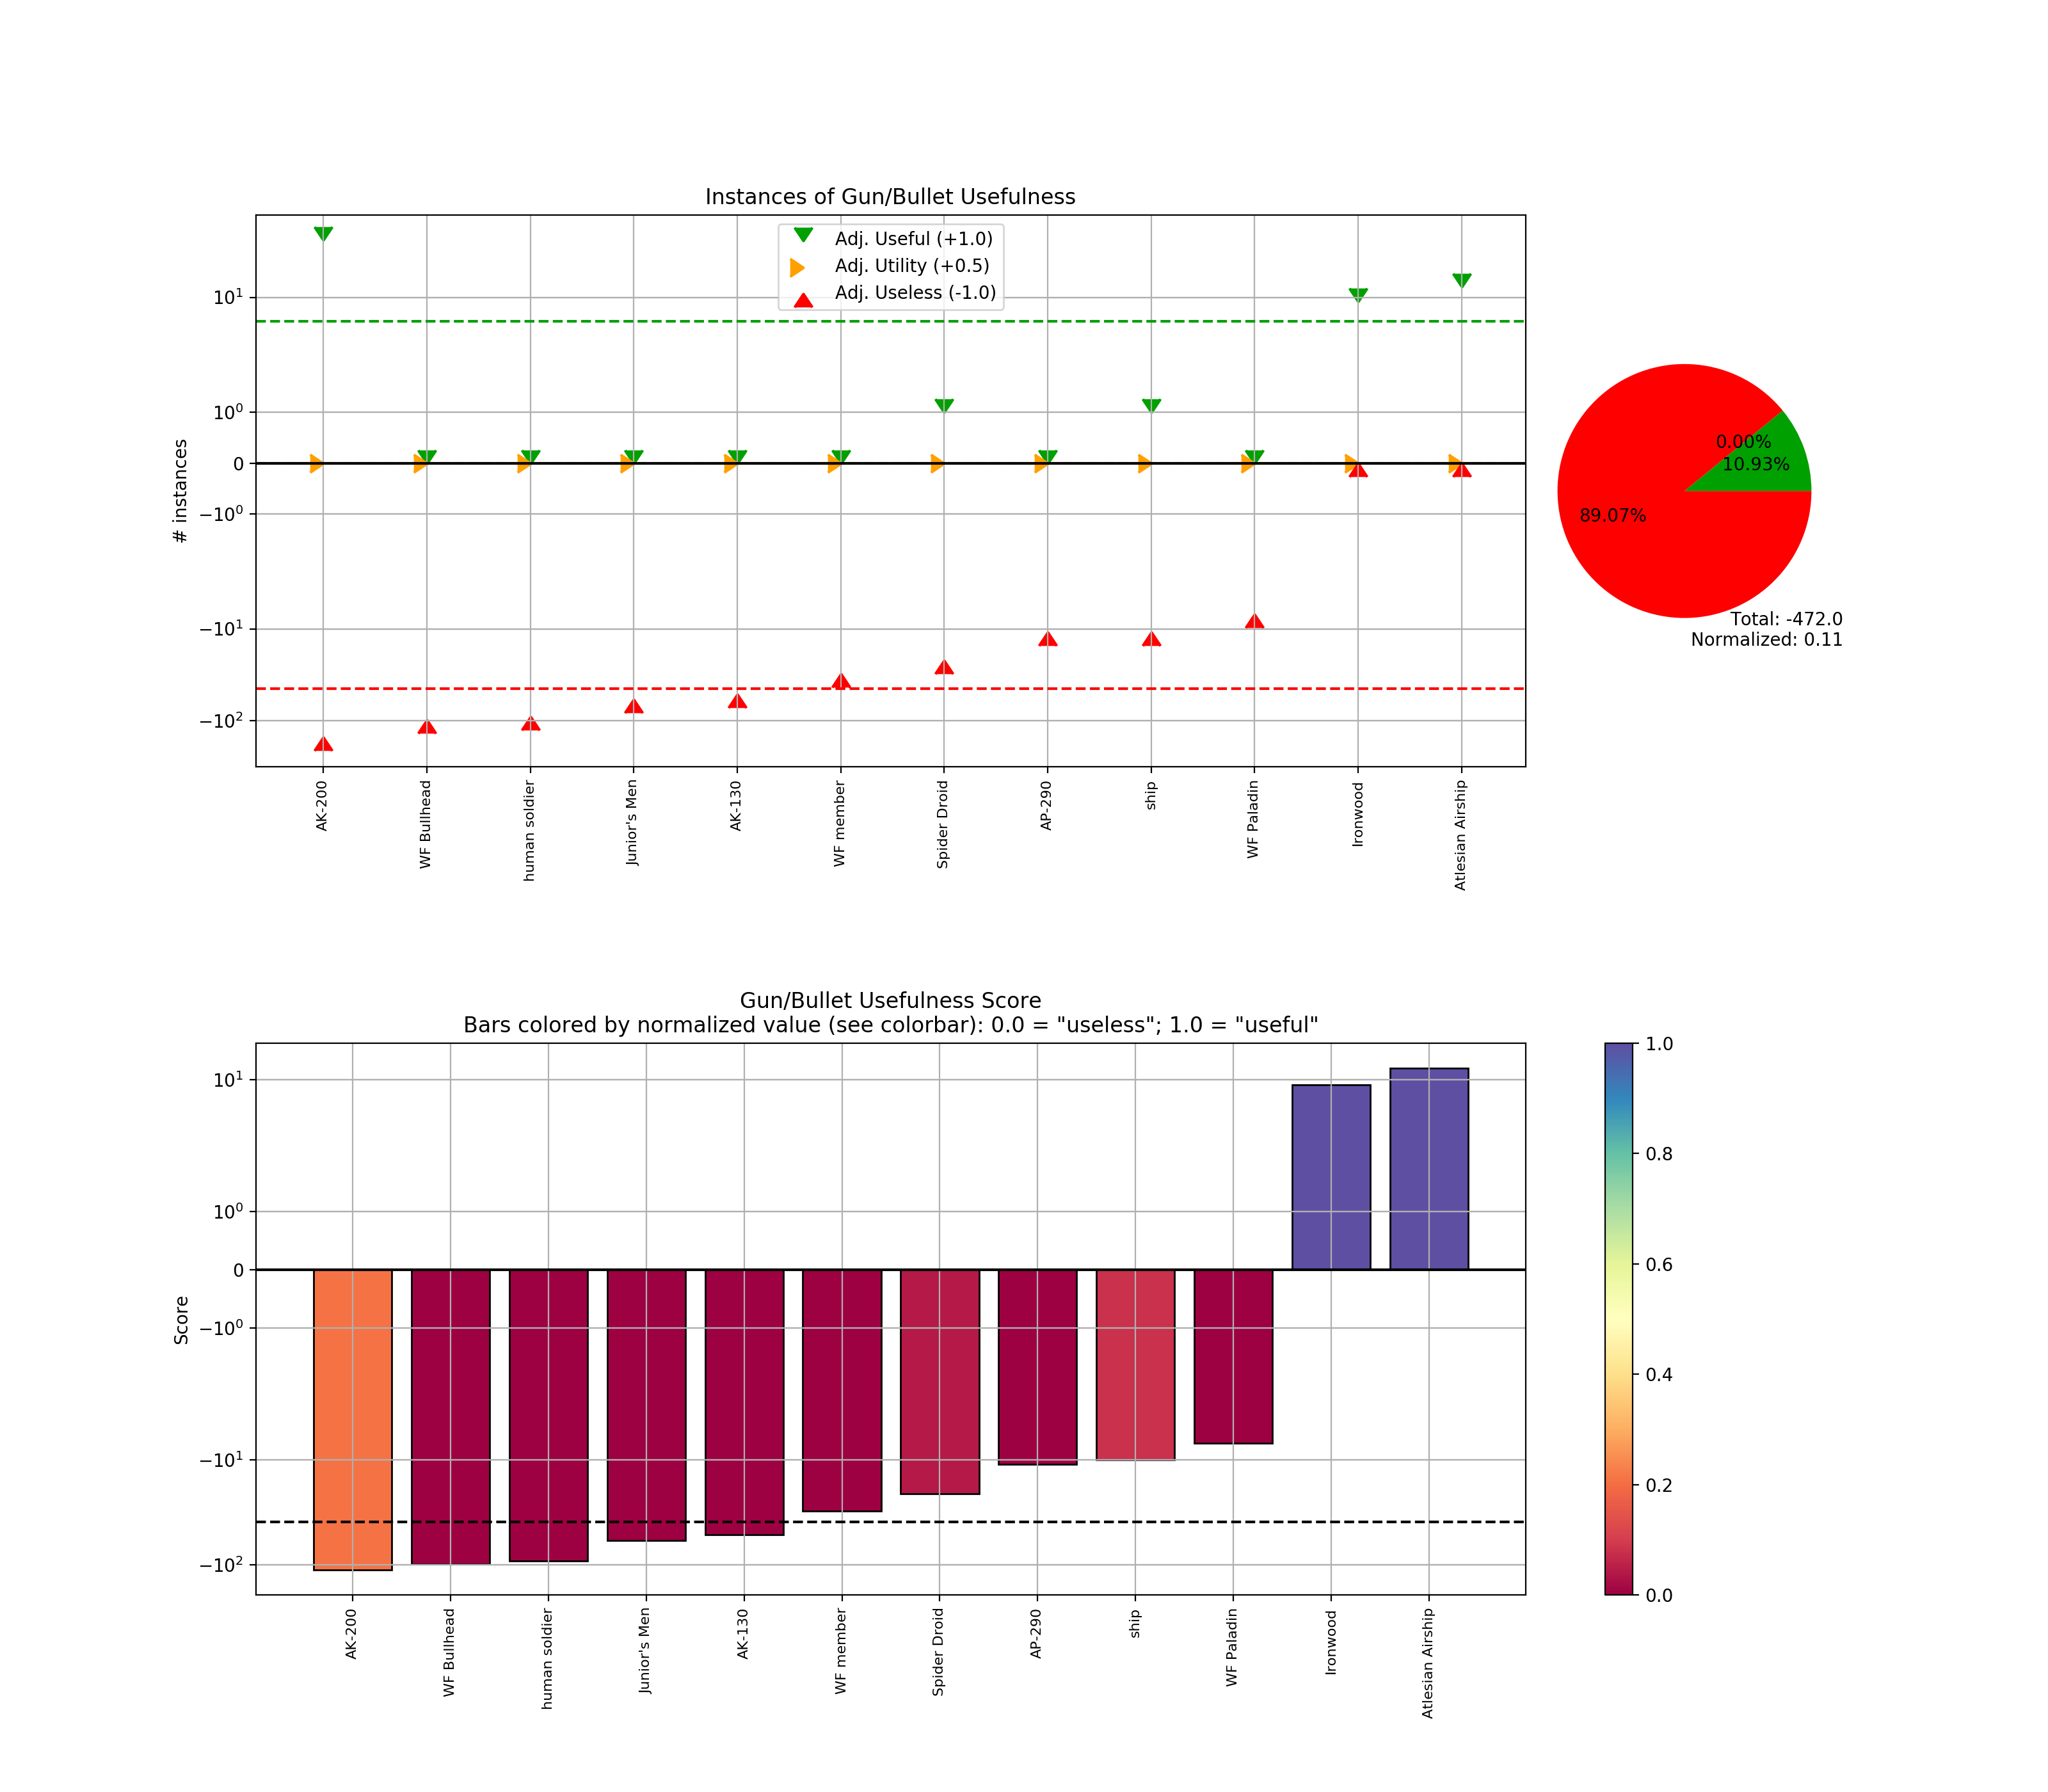 Instances of Gun/Bullet Usefulness
Adj. Useful (+1.0)
Adj. Utility (+0.5)
Adj. Useless (-1.0)
# instances
10¹
10⁰
0
−10⁰
−10¹
−10²
AK-200
WF Bullhead
human soldier
Junior's Men
AK-130
WF member
Spider Droid
AP-290
ship
WF Paladin
Ironwood
Atlesian Airship
0.00%
10.93%
89.07%
Total: -472.0
Normalized: 0.11
Gun/Bullet Usefulness Score
Bars colored by normalized value (see colorbar): 0.0 = "useless"; 1.0 = "useful"
Score
10¹
10⁰
0
−10⁰
−10¹
−10²
AK-200
WF Bullhead
human soldier
Junior's Men
AK-130
WF member
Spider Droid
AP-290
ship
WF Paladin
Ironwood
Atlesian Airship
1.0
0.8
0.6
0.4
0.2
0.0